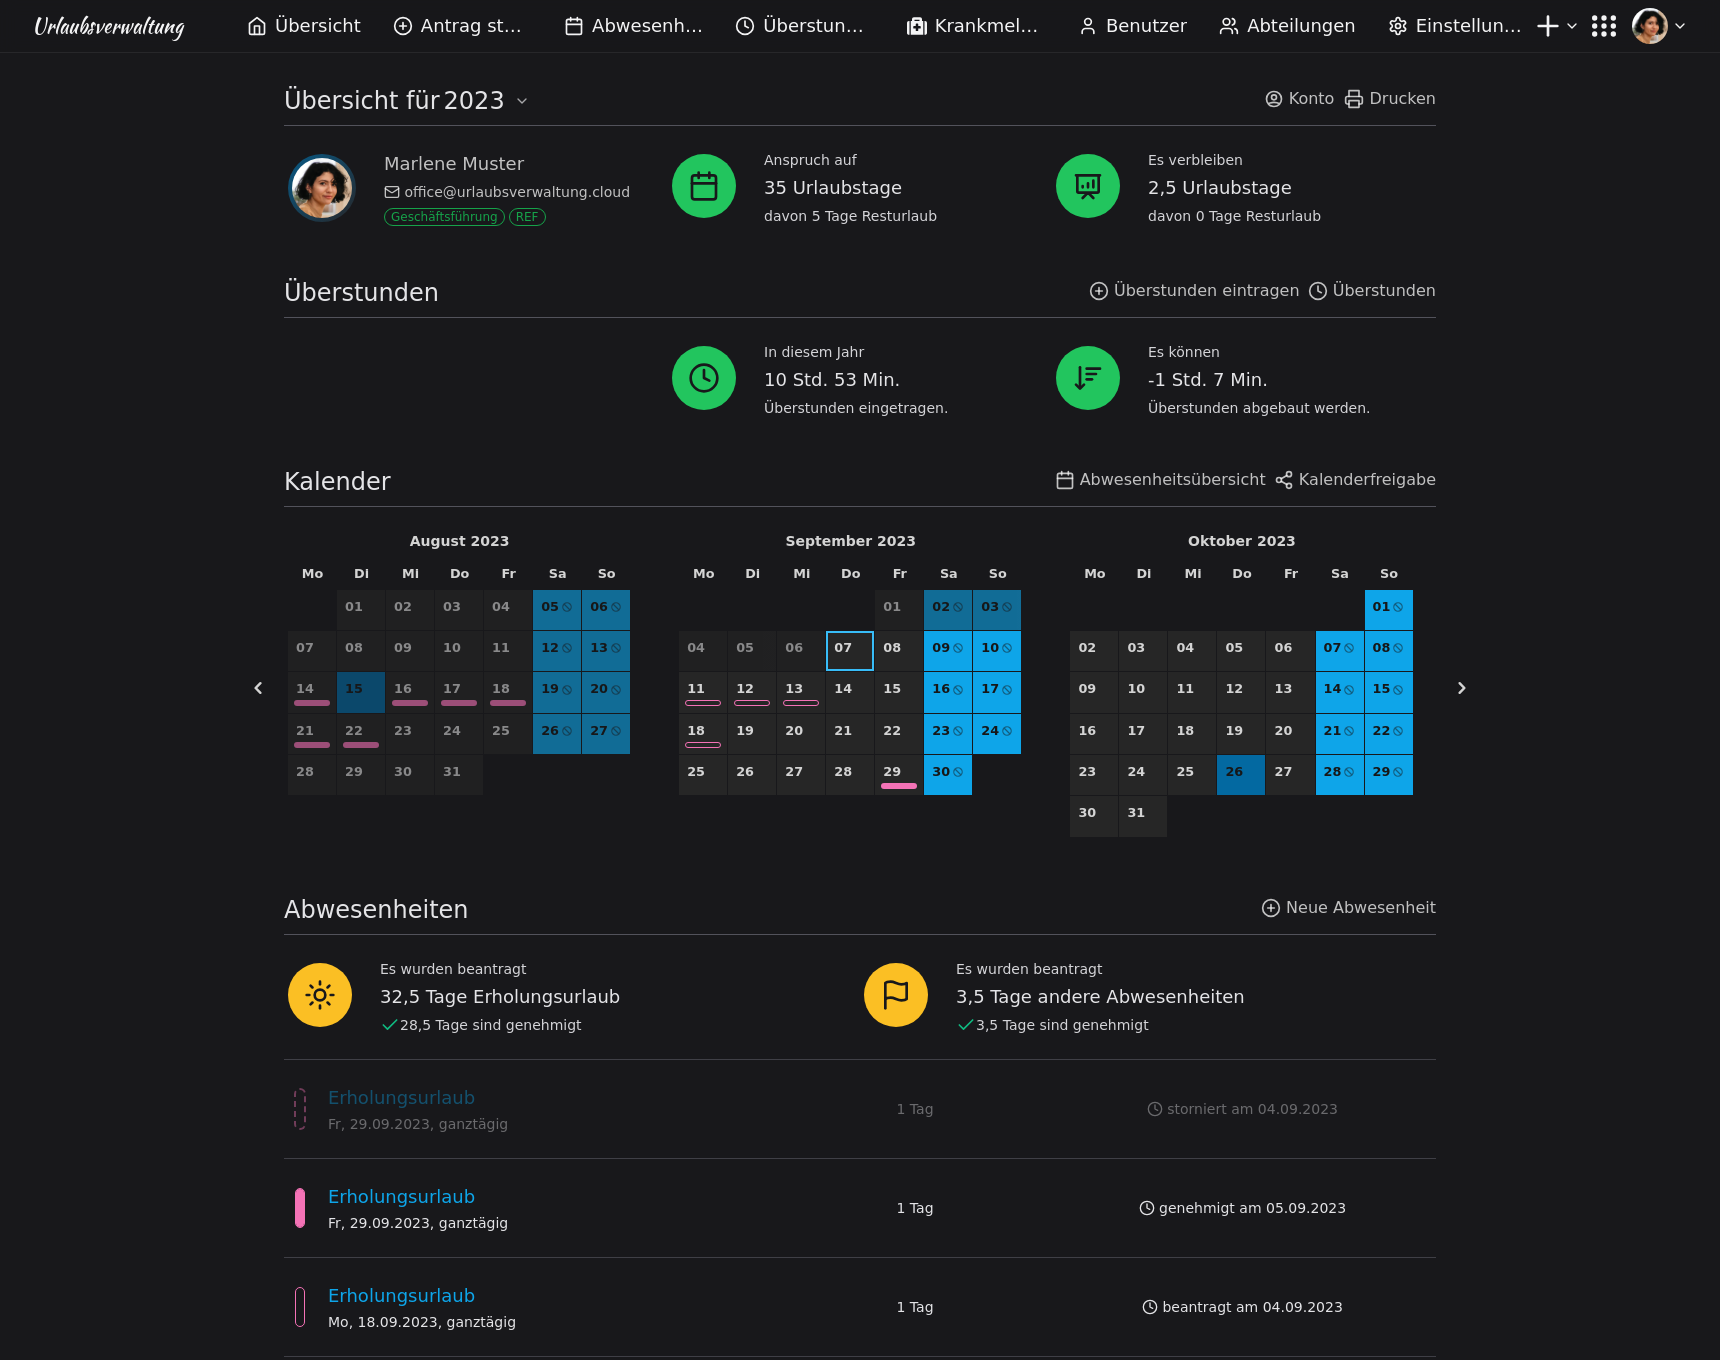 Urlaubsverwaltung Übersicht Antrag st… Abwesenh… Überstun… Krankmel… Benutzer Abteilungen Einstellun…
Übersicht für 2023 Konto Drucken
Marlene Muster
office@urlaubsverwaltung.cloud
Geschäftsführung REF
Anspruch auf
35 Urlaubstage
davon 5 Tage Resturlaub
Es verbleiben
2,5 Urlaubstage
davon 0 Tage Resturlaub
Überstunden Überstunden eintragen Überstunden
In diesem Jahr
10 Std. 53 Min.
Überstunden eingetragen.
Es können
-1 Std. 7 Min.
Überstunden abgebaut werden.
Kalender Abwesenheitsübersicht Kalenderfreigabe
August 2023
Mo Di Mi Do Fr Sa So
01 02 03 04 05 06
07 08 09 10 11 12 13
14 15 16 17 18 19 20
21 22 23 24 25 26 27
28 29 30 31
September 2023
Mo Di Mi Do Fr Sa So
01 02 03
04 05 06 07 08 09 10
11 12 13 14 15 16 17
18 19 20 21 22 23 24
25 26 27 28 29 30
Oktober 2023
Mo Di Mi Do Fr Sa So
01
02 03 04 05 06 07 08
09 10 11 12 13 14 15
16 17 18 19 20 21 22
23 24 25 26 27 28 29
30 31
Abwesenheiten Neue Abwesenheit
Es wurden beantragt
32,5 Tage Erholungsurlaub
28,5 Tage sind genehmigt
Es wurden beantragt
3,5 Tage andere Abwesenheiten
3,5 Tage sind genehmigt
Erholungsurlaub
Fr, 29.09.2023, ganztägig
1 Tag
storniert am 04.09.2023
Erholungsurlaub
Fr, 29.09.2023, ganztägig
1 Tag
genehmigt am 05.09.2023
Erholungsurlaub
Mo, 18.09.2023, ganztägig
1 Tag
beantragt am 04.09.2023